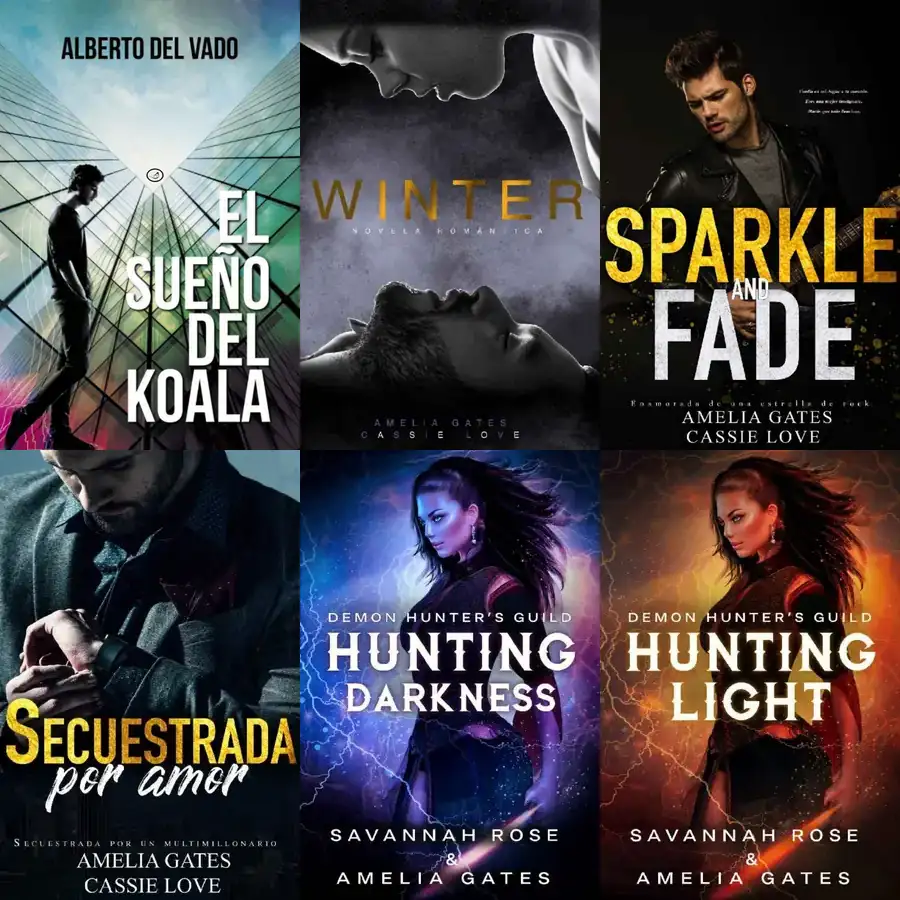 ALBERTO DEL VADO
EL
SUEÑO
DEL
KOALA
WINTER
NOVELA ROMÁNTICA
AMELIA GATES
CASSIE LOVE
SPARKLE
AND
FADE
Enamorada de una estrella de rock
AMELIA GATES
CASSIE LOVE
SECUESTRADA
por amor
SECUESTRADA POR UN MULTIMILLONARIO
AMELIA GATES
CASSIE LOVE
DEMON HUNTER'S GUILD
HUNTING
DARKNESS
SAVANNAH ROSE
&
AMELIA GATES
DEMON HUNTER'S GUILD
HUNTING
LIGHT
SAVANNAH ROSE
&
AMELIA GATES